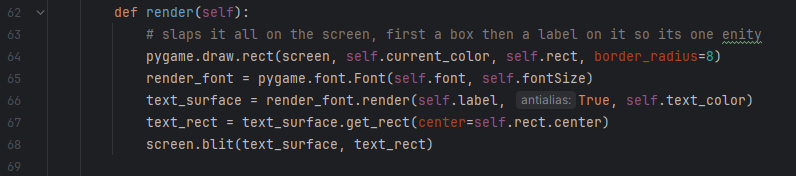 62 def render(self):
63 # slaps it all on the screen, first a box then a label on it so its one enity
64 pygame.draw.rect(screen, self.current_color, self.rect, border_radius=8)
65 render_font = pygame.font.Font(self.font, self.fontSize)
66 text_surface = render_font.render(self.label, antialias: True, self.text_color)
67 text_rect = text_surface.get_rect(center=self.rect.center)
68 screen.blit(text_surface, text_rect)
69